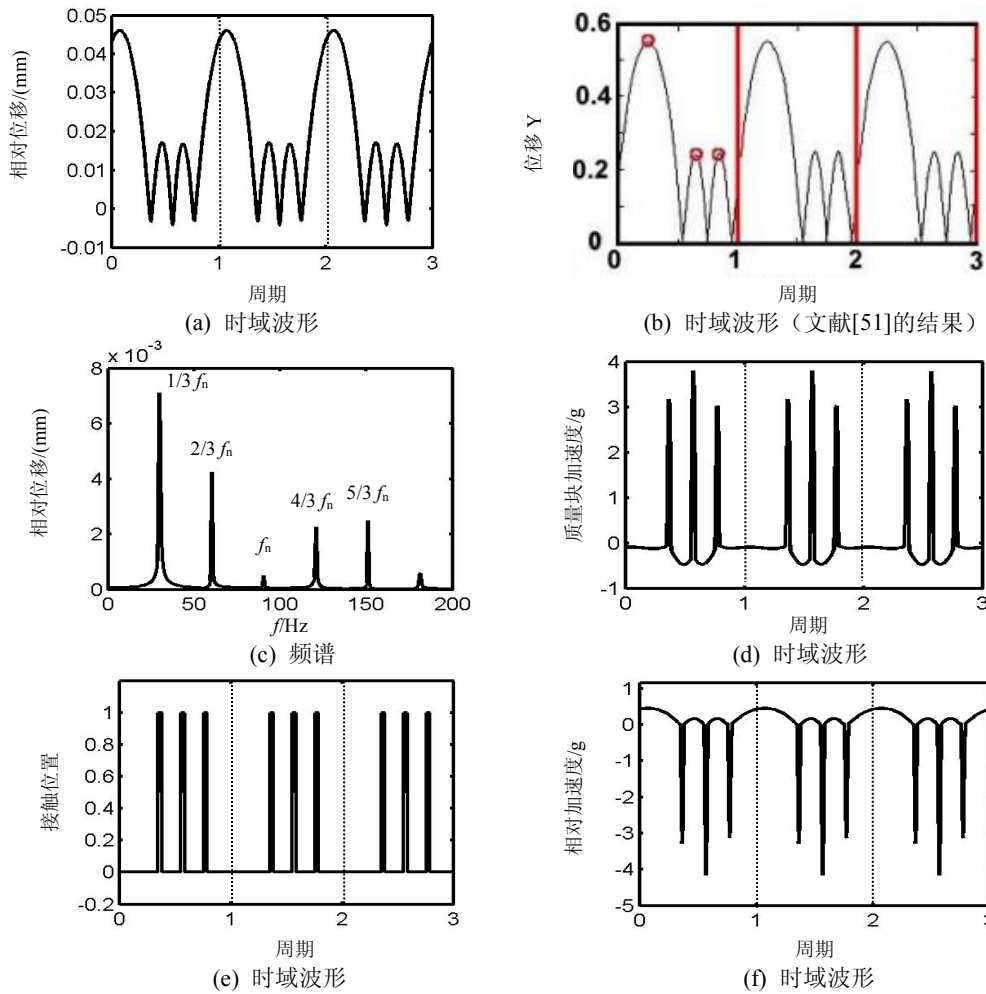 0.05
0.04
0.03
0.02
0.01
0
-0.01
相对位移/(mm)
0 1 2 3
周期
(a) 时域波形
0.6
0.4
0.2
0
位移 Y
0 1 2 3
周期
(b) 时域波形（文献[51]的结果）
8 x 10⁻³
6
4
2
0
相对位移/(mm)
1/3 fn
2/3 fn
fn
4/3 fn
5/3 fn
0 50 100 150 200
f/Hz
(c) 频谱
4
3
2
1
0
-1
质量块加速度/g
0 1 2 3
周期
(d) 时域波形
1
0.8
0.6
0.4
0.2
0
-0.2
接触位置
0 1 2 3
周期
(e) 时域波形
1
0
-1
-2
-3
-4
-5
相对加速度/g
0 1 2 3
周期
(f) 时域波形